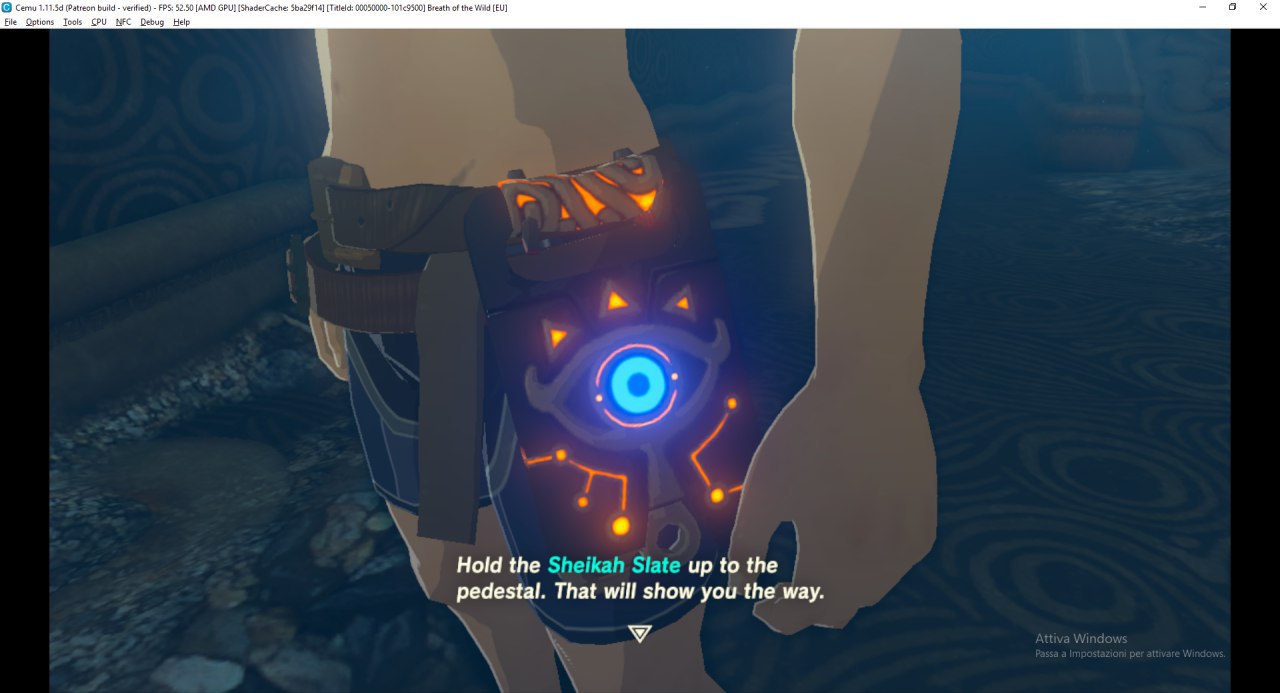 Cemu 1.11.5d (Patreon build - verified) - FPS: 52.50 [AMD GPU] [ShaderCache: 5ba29f14] [TitleId: 00050000-101c9500] Breath of the Wild [EU]
File Options Tools CPU NFC Debug Help
Hold the Sheikah Slate up to the
pedestal. That will show you the way.
Attiva Windows
Passa a Impostazioni per attivare Windows.